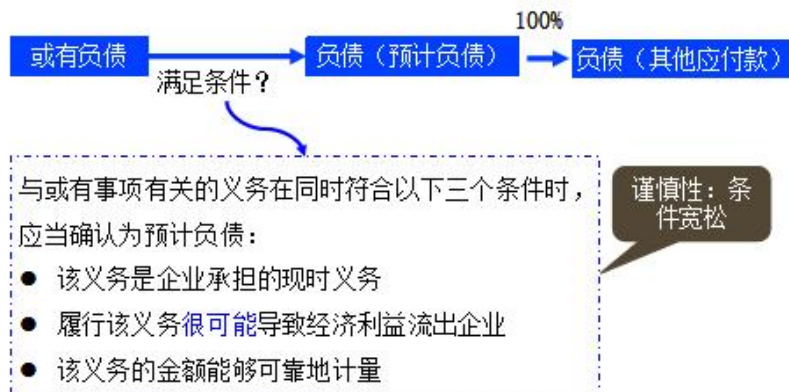 100%
或有负债
负债（预计负债）
负债（其他应付款）
满足条件？
与或有事项有关的义务在同时符合以下三个条件时，
应当确认为预计负债：
● 该义务是企业承担的现时义务
● 履行该义务很可能导致经济利益流出企业
● 该义务的金额能够可靠地计量
谨慎性：条
件宽松